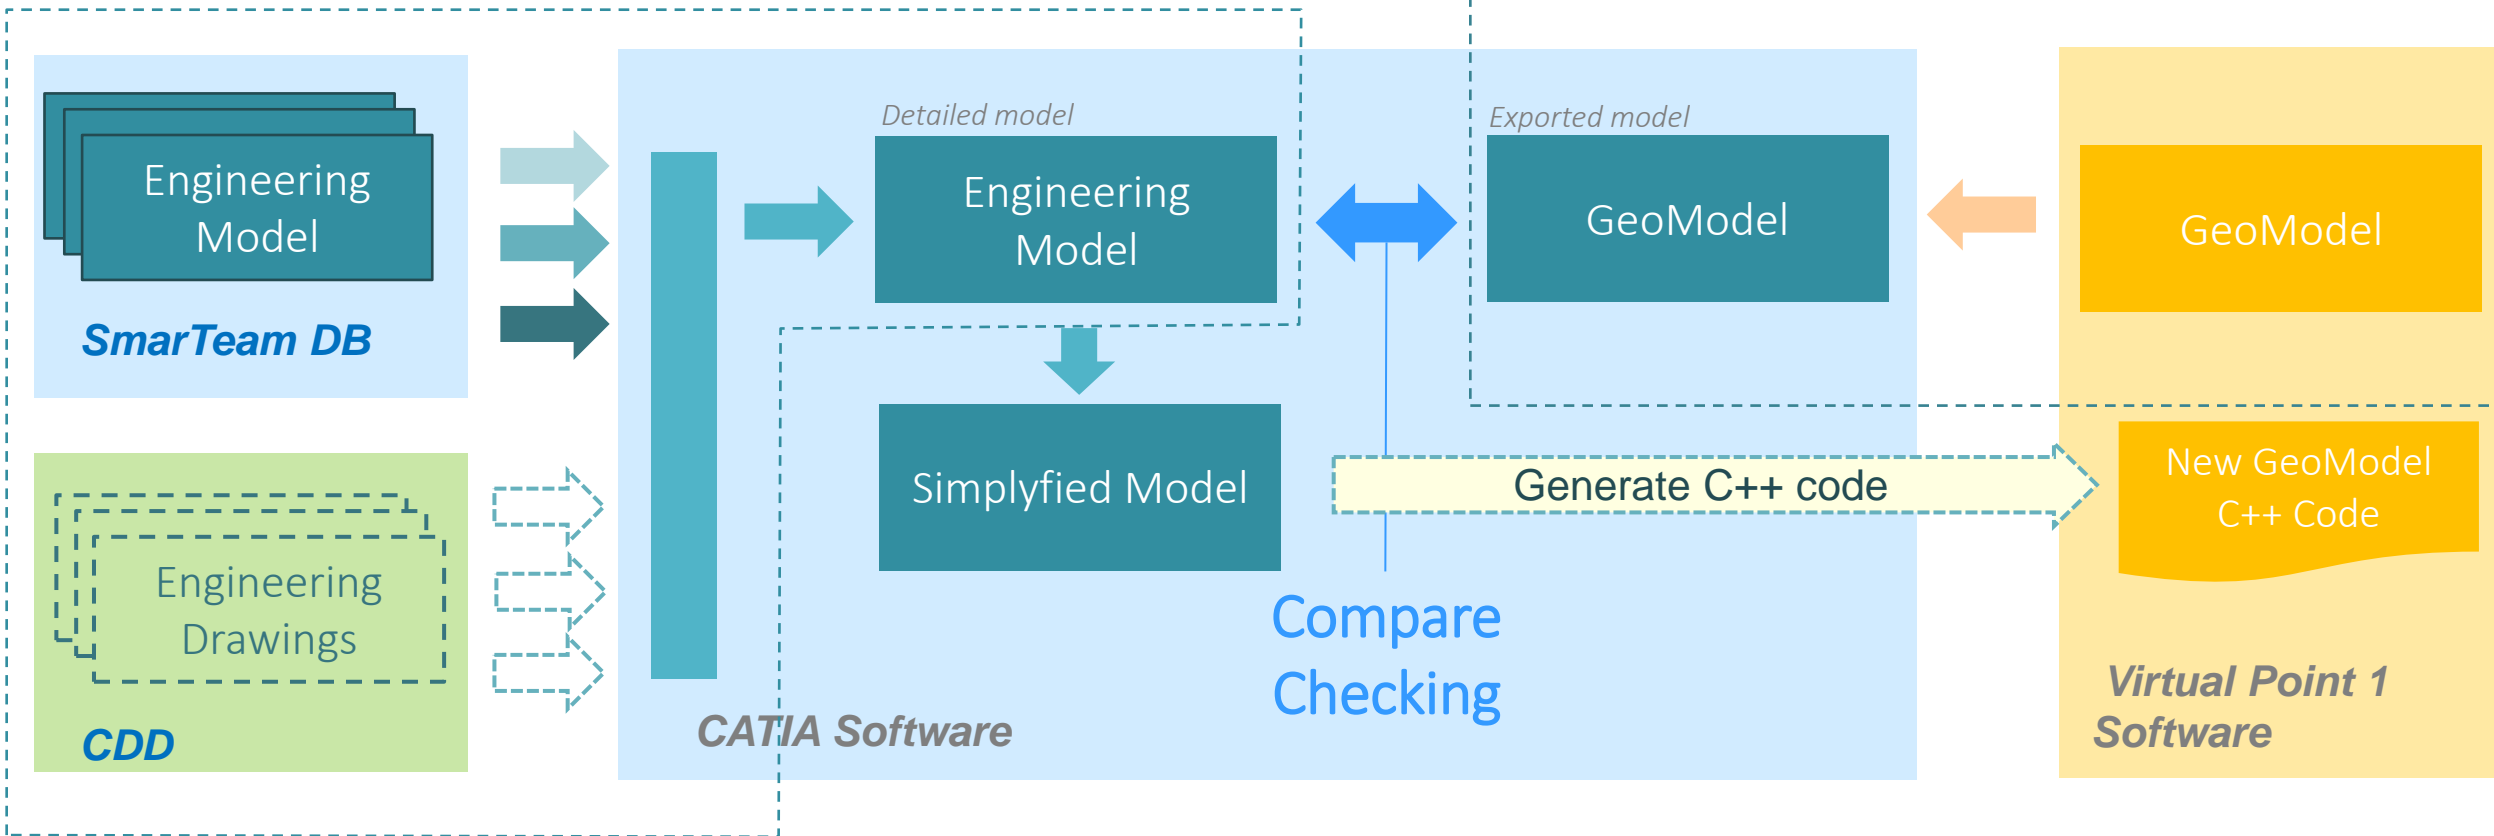 Engineering
Model
SmarTeam DB
Engineering
Drawings
CDD
Detailed model
Engineering
Model
Simplyfied Model
CATIA Software
Exported model
GeoModel
Generate C++ code
Compare
Checking
GeoModel
New GeoModel
C++ Code
Virtual Point 1
Software